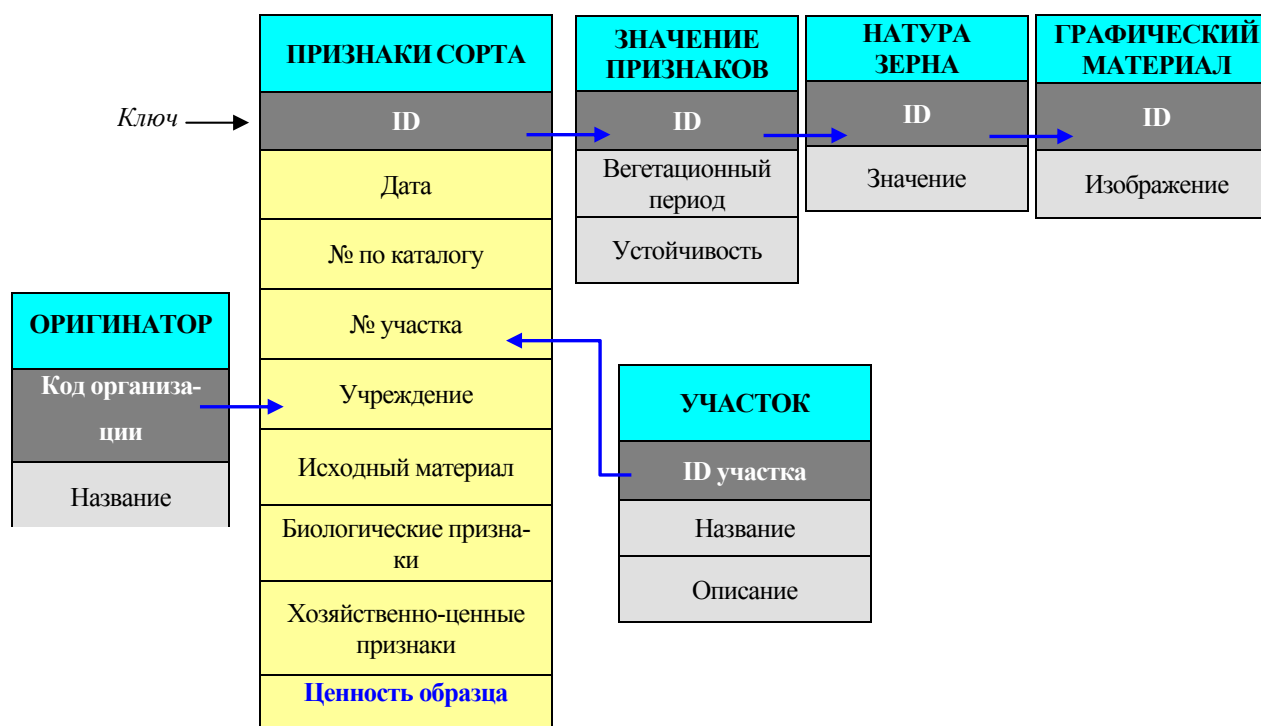 ПРИЗНАКИ СОРТА
ЗНАЧЕНИЕ
ПРИЗНАКОВ
НАТУРА
ЗЕРНА
ГРАФИЧЕСКИЙ
МАТЕРИАЛ
Ключ
ID
ID
ID
ID
Дата
Вегетационный
период
Значение
Изображение
№ по каталогу
Устойчивость
ОРИГИНАТОР
№ участка
Код организа-
ции
Учреждение
УЧАСТОК
Название
Исходный материал
ID участка
Биологические призна-
ки
Название
Хозяйственно-ценные
признаки
Описание
Ценность образца